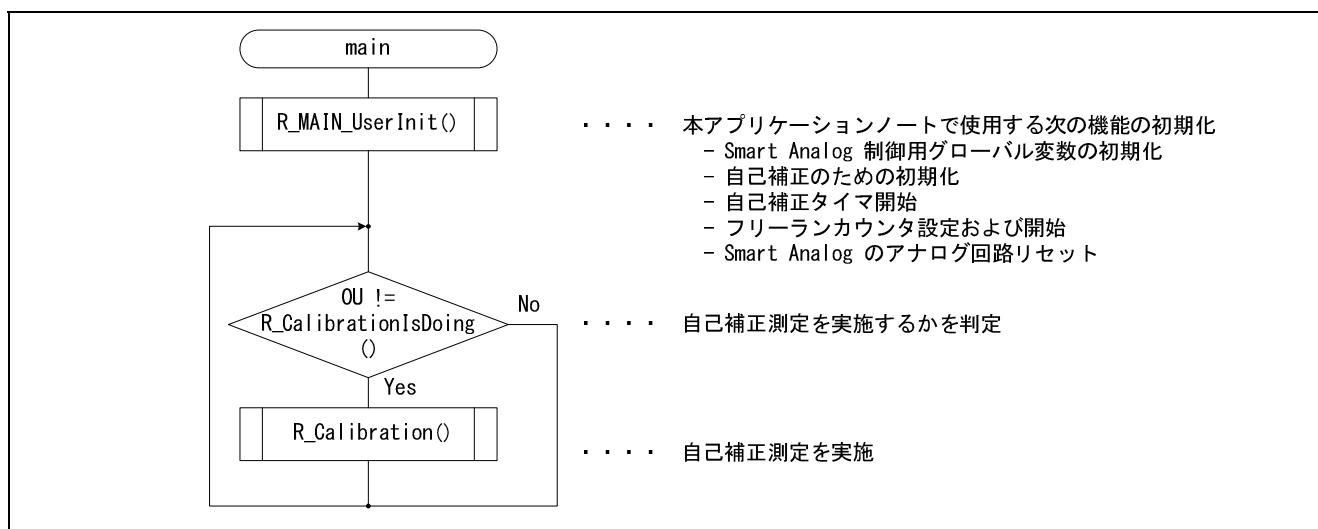 main
R_MAIN_UserInit()
・・・・ 本アプリケーションノートで使用する次の機能の初期化
- Smart Analog 制御用グローバル変数の初期化
- 自己補正のための初期化
- 自己補正タイマ開始
- フリーランカウンタ設定および開始
- Smart Analog のアナログ回路リセット
0U !=
R_CalibrationIsDoing
()
No
・・・・ 自己補正測定を実施するかを判定
Yes
R_Calibration()
・・・・ 自己補正測定を実施